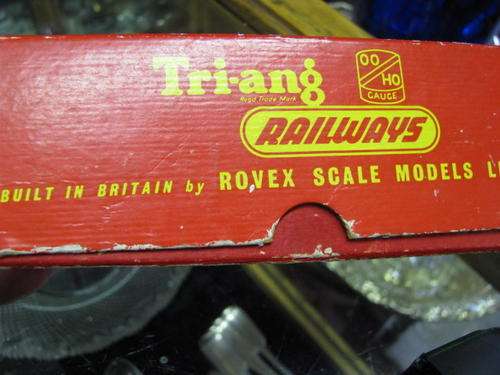 Tri-ang
Regd. Trade Mark
OO
HO
GAUGE
RAILWAYS
BUILT IN BRITAIN by ROVEX SCALE MODELS